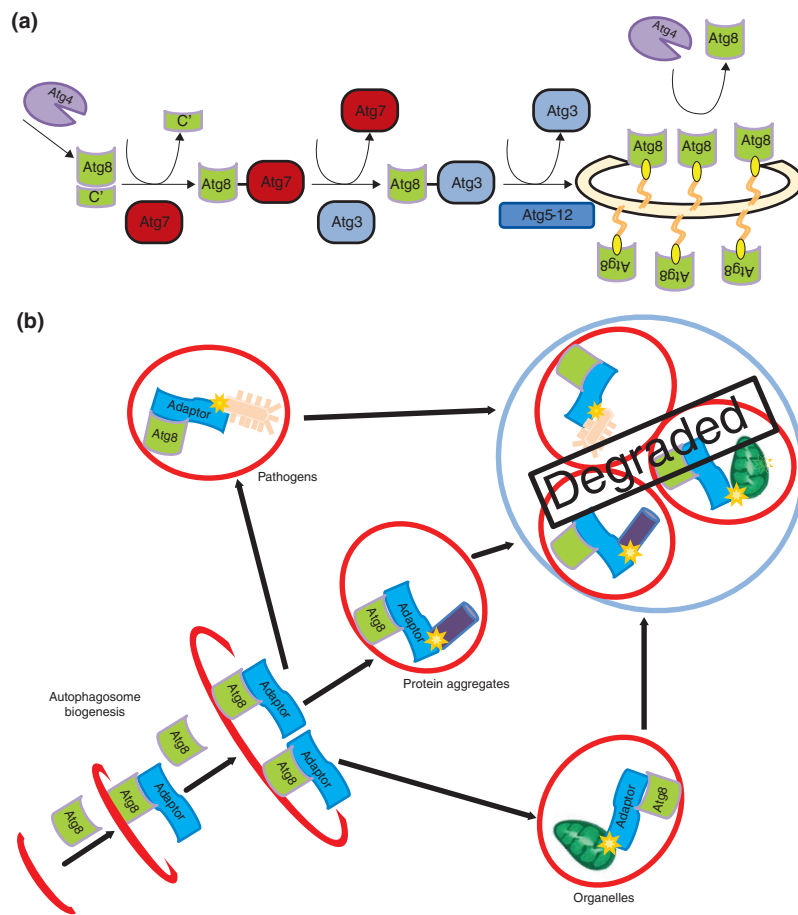 (a)
Atg4
Atg8
C'
C'
Atg7
Atg8
Atg7
Atg7
Atg3
Atg8
Atg3
Atg3
Atg5-12
Atg4
Atg8
Atg8
Atg8
Atg8
Atg8
Atg8
Atg8
(b)
Adaptor
Atg8
Pathogens
Degraded
Atg8
Adaptor
Protein aggregates
Autophagosome
biogenesis
Atg8
Atg8
Adaptor
Atg8
Atg8
Adaptor
Atg8
Adaptor
Adaptor
Atg8
Organelles